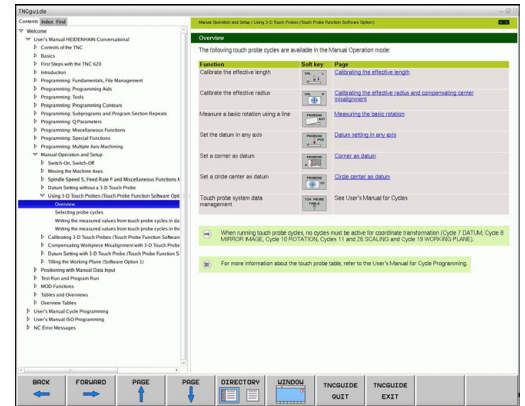 TNCguide
Contents Index Find
Manual Operation and Setup / Using 3-D Touch Probes (Touch Probe Function Software Option)
Welcome
User's Manual HEIDENHAIN Conversational
Controls of the TNC
Basics
First Steps with the TNC 620
Introduction
Programming: Fundamentals, File Management
Programming: Programming Aids
Programming: Tools
Programming: Programming Contours
Programming: Subprograms and Program Section Repeats
Programming: Q Parameters
Programming: Miscellaneous Functions
Programming: Special Functions
Programming: Multiple Axis Machining
Manual Operation and Setup
Switch-On, Switch-Off
Moving the Machine Axes
Spindle Speed S, Feed Rate F and Miscellaneous Functions M
Datum Setting without a 3-D Touch Probe
Using 3-D Touch Probes (Touch Probe Function Software Opti
Overview
Selecting probe cycles
Writing the measured values from touch probe cycles in da
Writing the measured values from touch probe cycles in the
Calibrating 3-D Touch Probes (Touch Probe Function Softwar
Compensating Workpiece Misalignment with 3-D Touch Probe
Datum Setting with 3-D Touch Probe (Touch Probe Function S
Tilting the Working Plane (Software Option 1)
Positioning with Manual Data Input
Test Run and Program Run
MOD Functions
Tables and Overviews
Overview Tables
User's Manual Cycle Programming
User's Manual ISO Programming
NC Error Messages
Overview
The following touch probe cycles are available in the Manual Operation mode:
Function Soft key Page
Calibrate the effective length Calibrating the effective length
Calibrate the effective radius Calibrating the effective radius and compensating center misalignment
Measure a basic rotation using a line PROBING Measuring the basic rotation
Set the datum in any axis PROBING POS Datum setting in any axis
Set a corner as datum PROBING P Corner as datum
Set a circle center as datum PROBING CC Circle center as datum
Touch probe system data management TCH PROBE TABLE See User's Manual for Cycles
When running touch probe cycles, no cycles must be active for coordinate transformation (Cycle 7 DATUM, Cycle 8 MIRROR IMAGE, Cycle 10 ROTATION, Cycles 11 and 26 SCALING and Cycle 19 WORKING PLANE).
For more information about the touch probe table, refer to the User's Manual for Cycle Programming.
BACK FORWARD PAGE PAGE DIRECTORY WINDOW TNCGUIDE QUIT TNCGUIDE EXIT